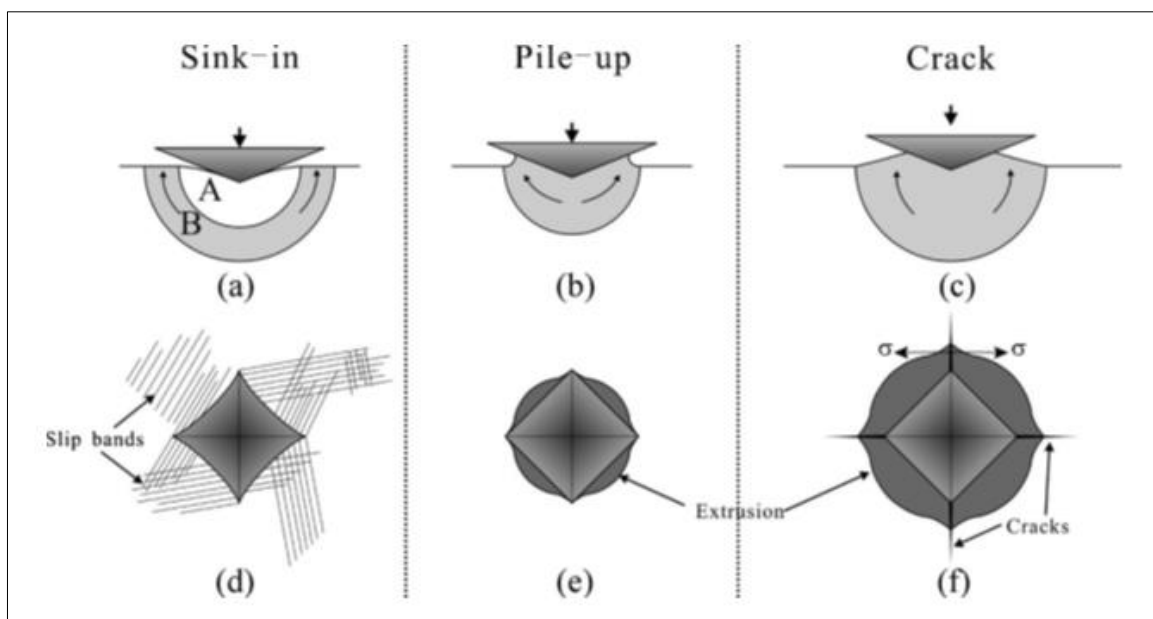 Sink-in
Pile-up
Crack
A
B
(a)
(b)
(c)
σ
σ
Slip bands
Extrusion
Cracks
(d)
(e)
(f)